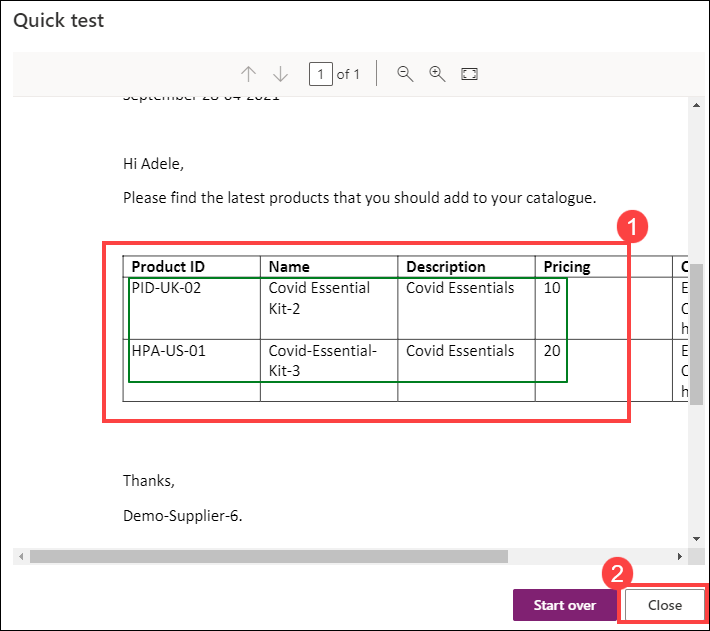 Quick test
1 of 1
September 28-04-2021
Hi Adele,
Please find the latest products that you should add to your catalogue.
1
Product ID Name Description Pricing
PID-UK-02 Covid Essential Covid Essentials 10
Kit-2
HPA-US-01 Covid-Essential- Covid Essentials 20
Kit-3
Thanks,
Demo-Supplier-6.
2
Start over Close